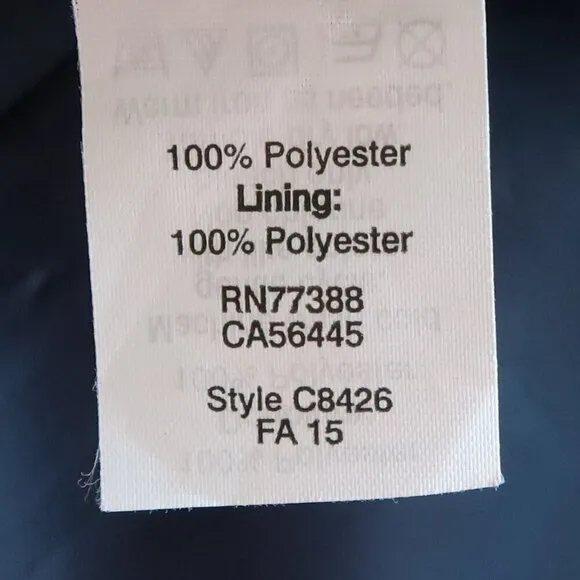 100% Polyester
Lining:
100% Polyester
RN77388
CA56445
Style C8426
FA 15